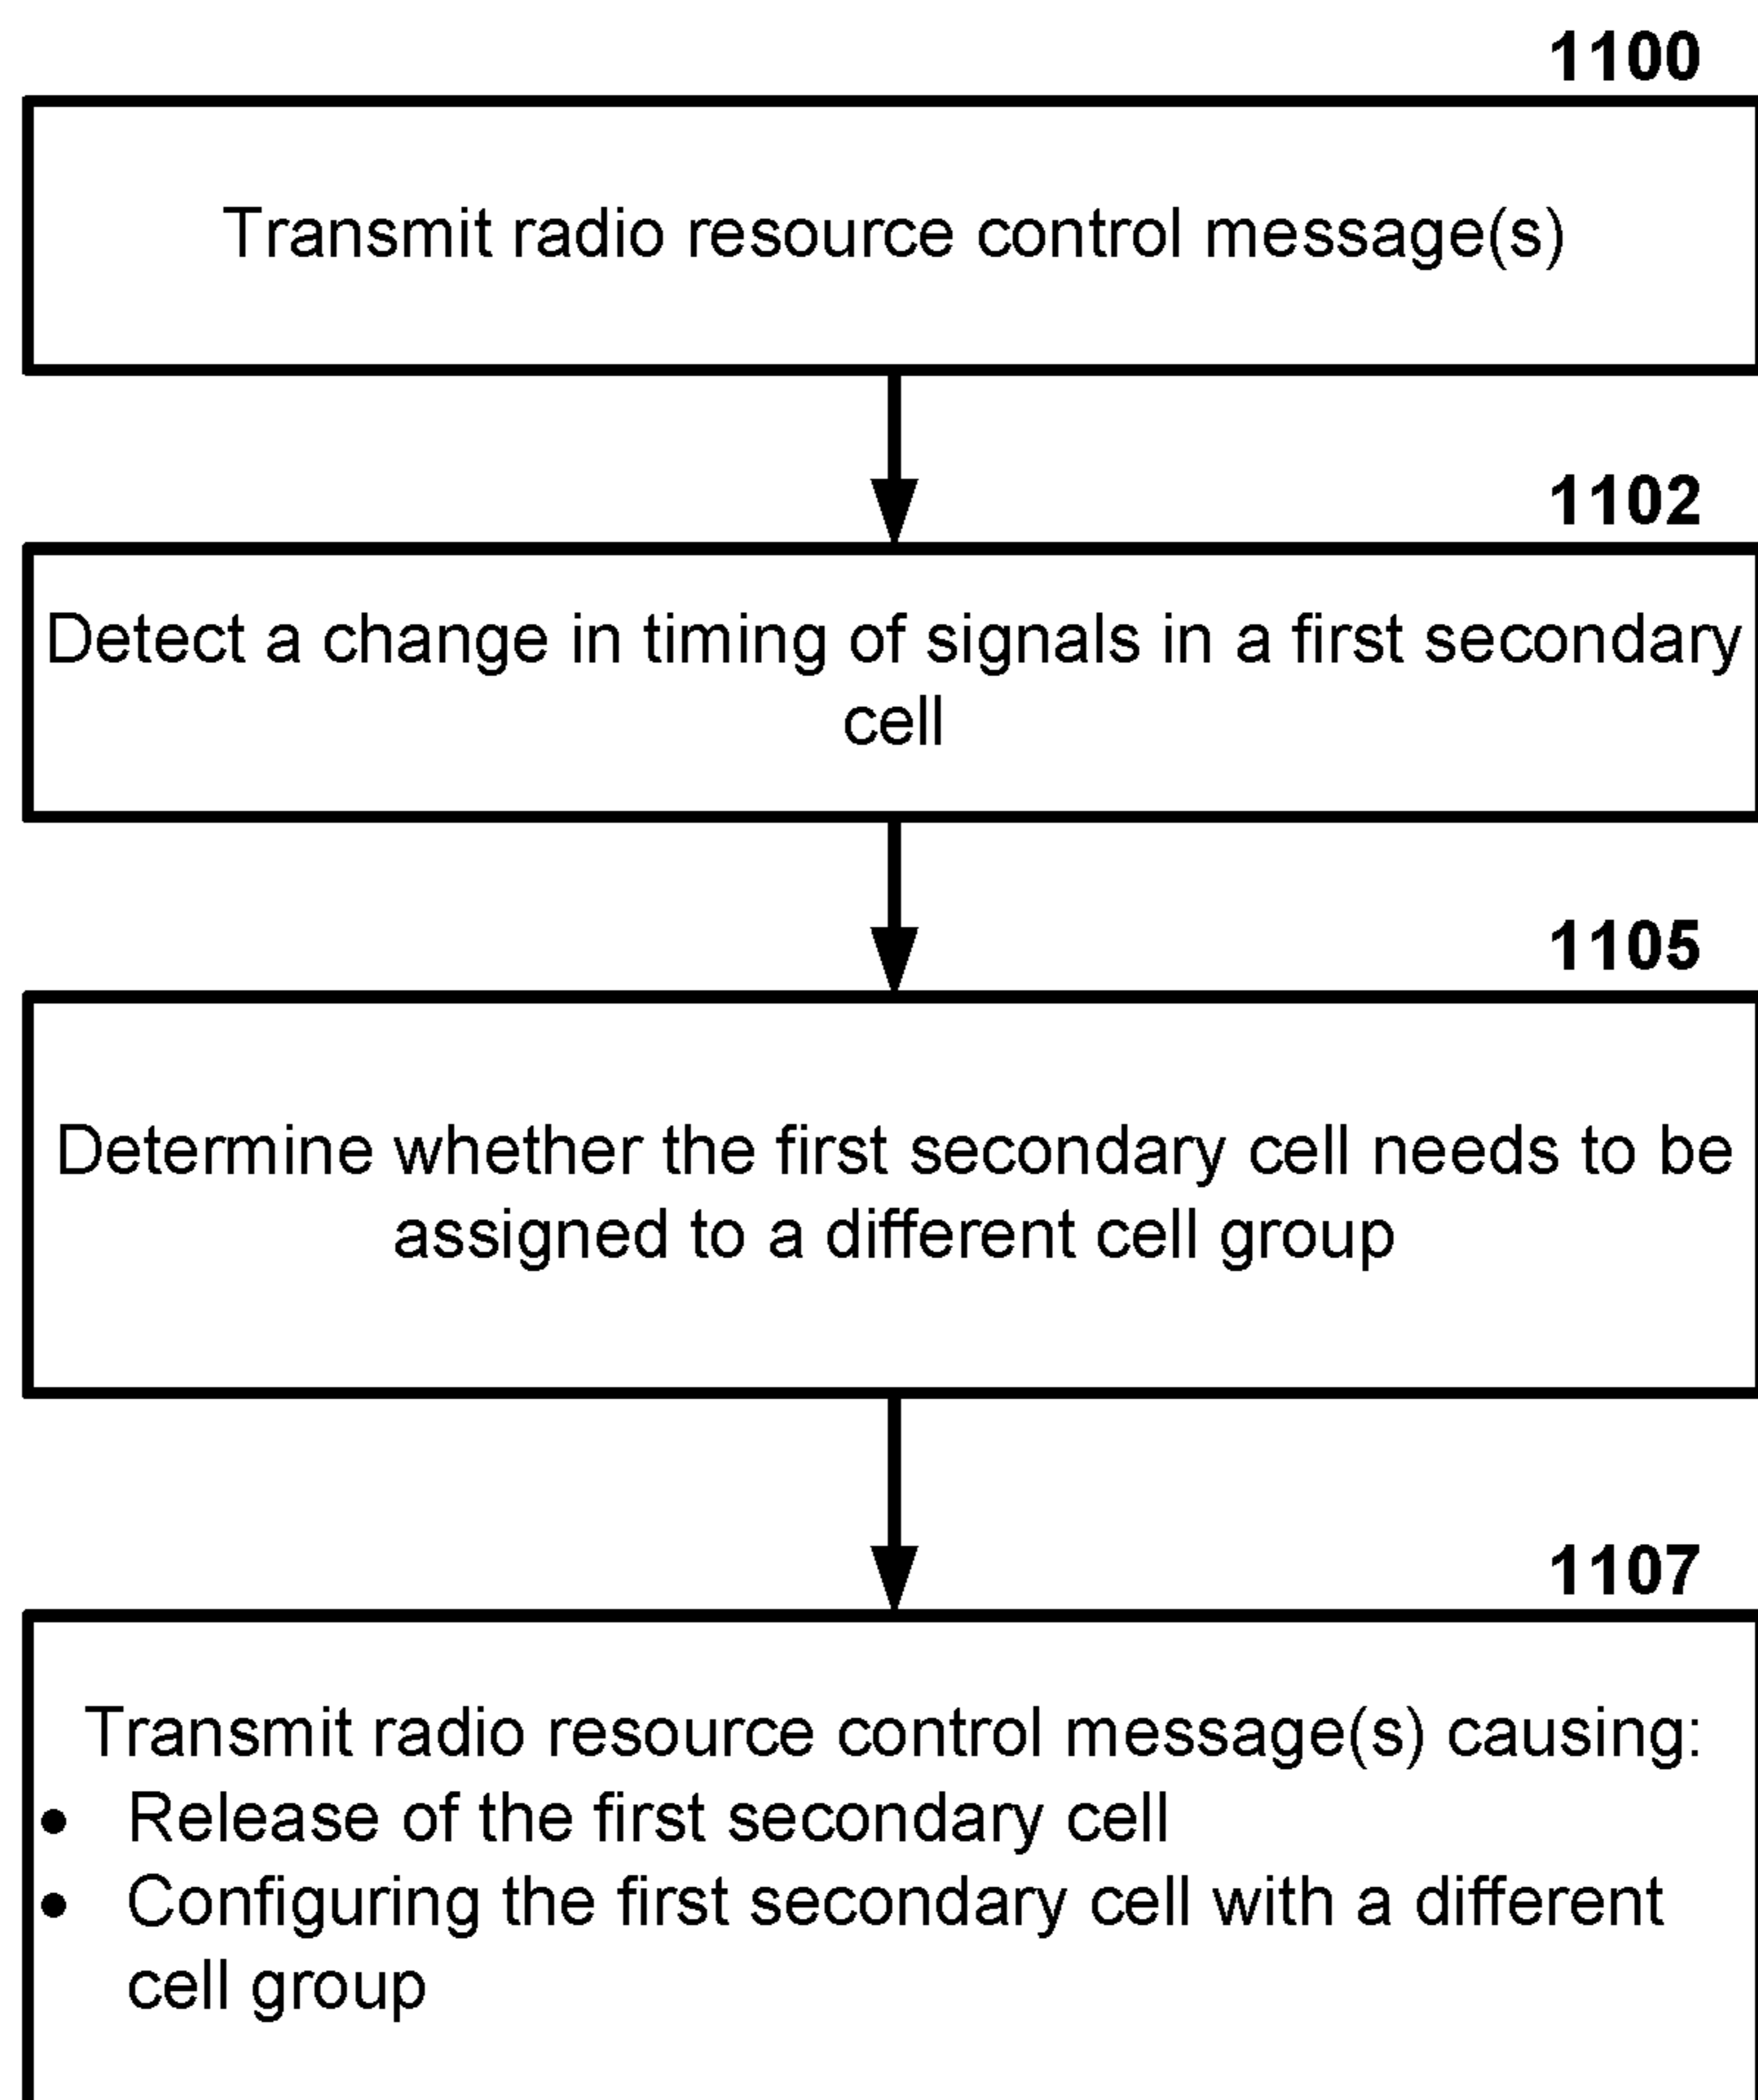 1100
Transmit radio resource control message(s)
1102
Detect a change in timing of signals in a first secondary
cell
1105
Determine whether the first secondary cell needs to be
assigned to a different cell group
1107
Transmit radio resource control message(s) causing:
• Release of the first secondary cell
• Configuring the first secondary cell with a different
cell group